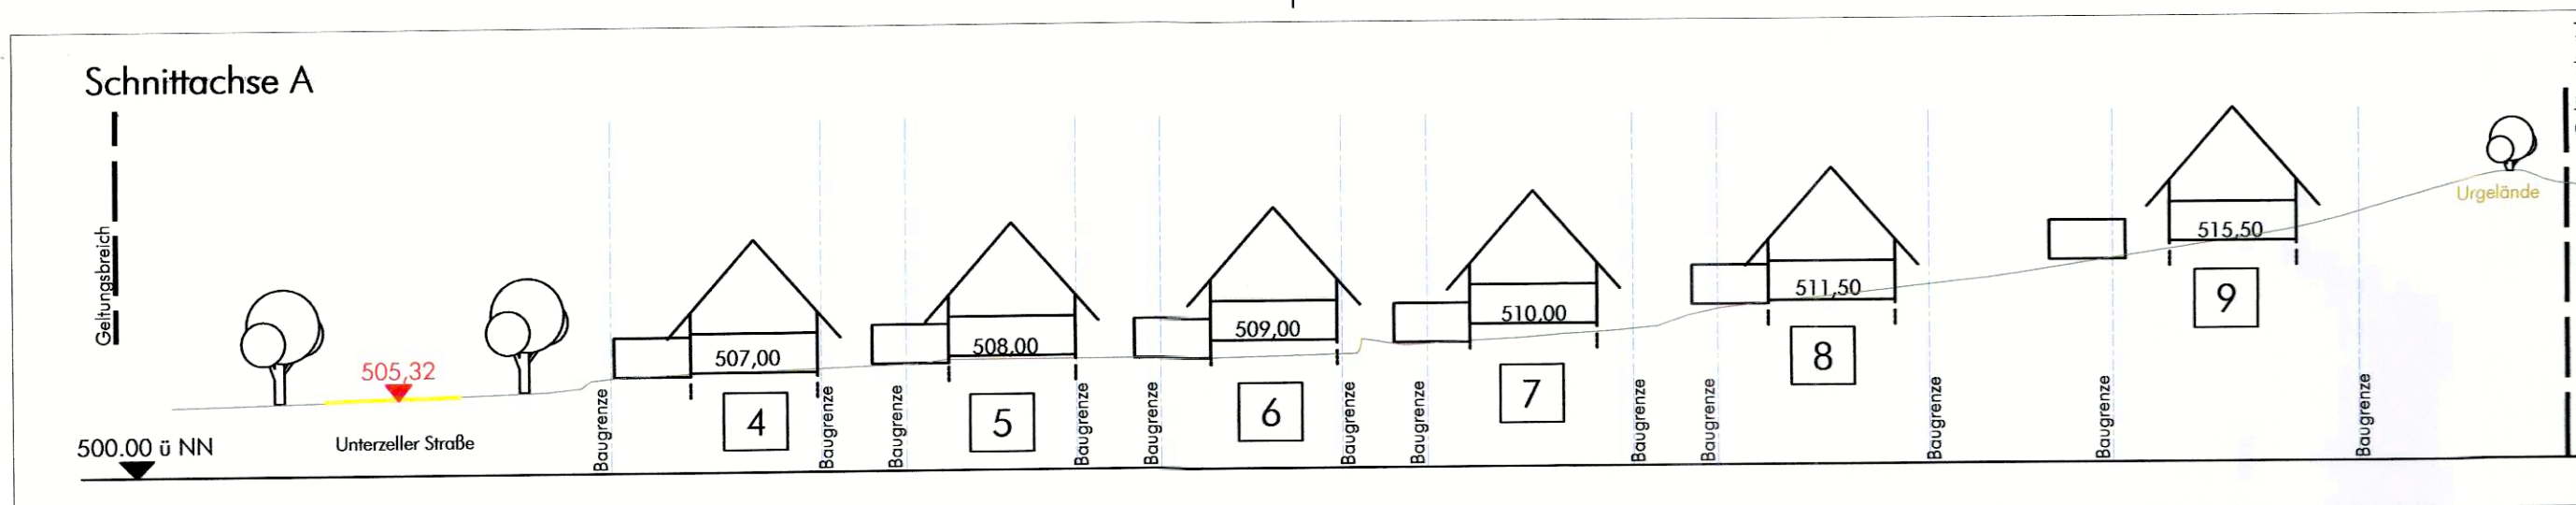 Schnittachse A
Geltungsbereich
505,32
Unterzeller Straße
500.00 ü NN
Baugrenze
507,00
4
Baugrenze
Baugrenze
508,00
5
Baugrenze
Baugrenze
509,00
6
Baugrenze
Baugrenze
510,00
7
Baugrenze
Baugrenze
511,50
8
Baugrenze
Baugrenze
515,50
9
Baugrenze
Urgelände